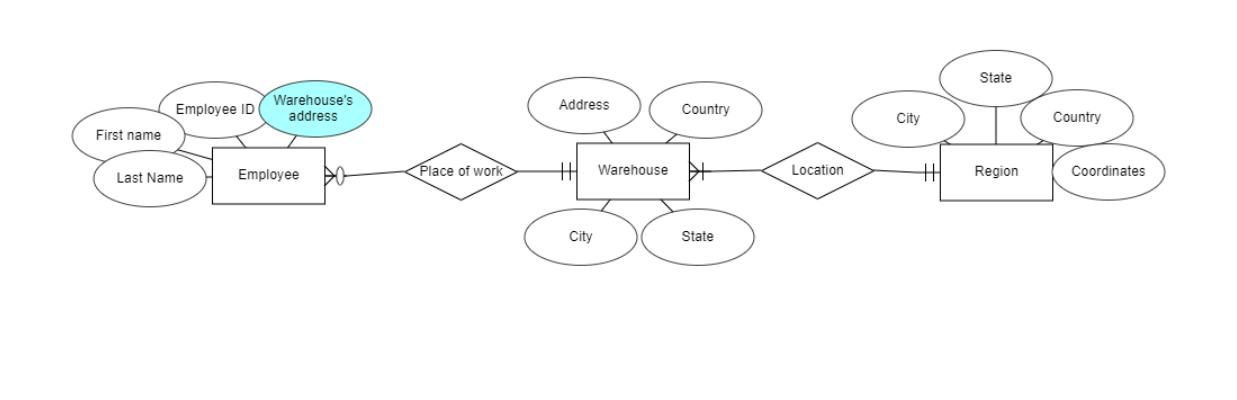 State
Warehouse's
address
Employee ID
Address
Country
City
Country
First name
Last Name
Employee
Place of work
Warehouse
Location
Region
Coordinates
City
State